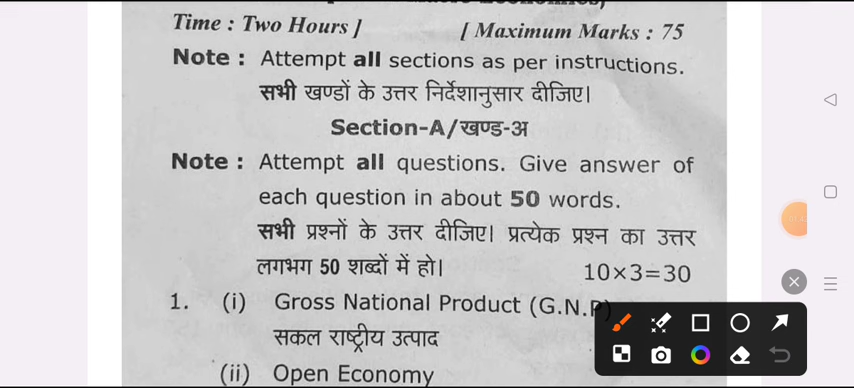 Time : Two Hours ] [ Maximum Marks : 75
Note : Attempt all sections as per instructions.
सभी खण्डों के उत्तर निर्देशानुसार दीजिए।
Section-A/खण्ड-अ
Note : Attempt all questions. Give answer of
each question in about 50 words.
सभी प्रश्नों के उत्तर दीजिए। प्रत्येक प्रश्न का उत्तर
लगभग 50 शब्दों में हो। 10×3=30
1. (i) Gross National Product (G.N.P)
सकल राष्ट्रीय उत्पाद
(ii) Open Economy